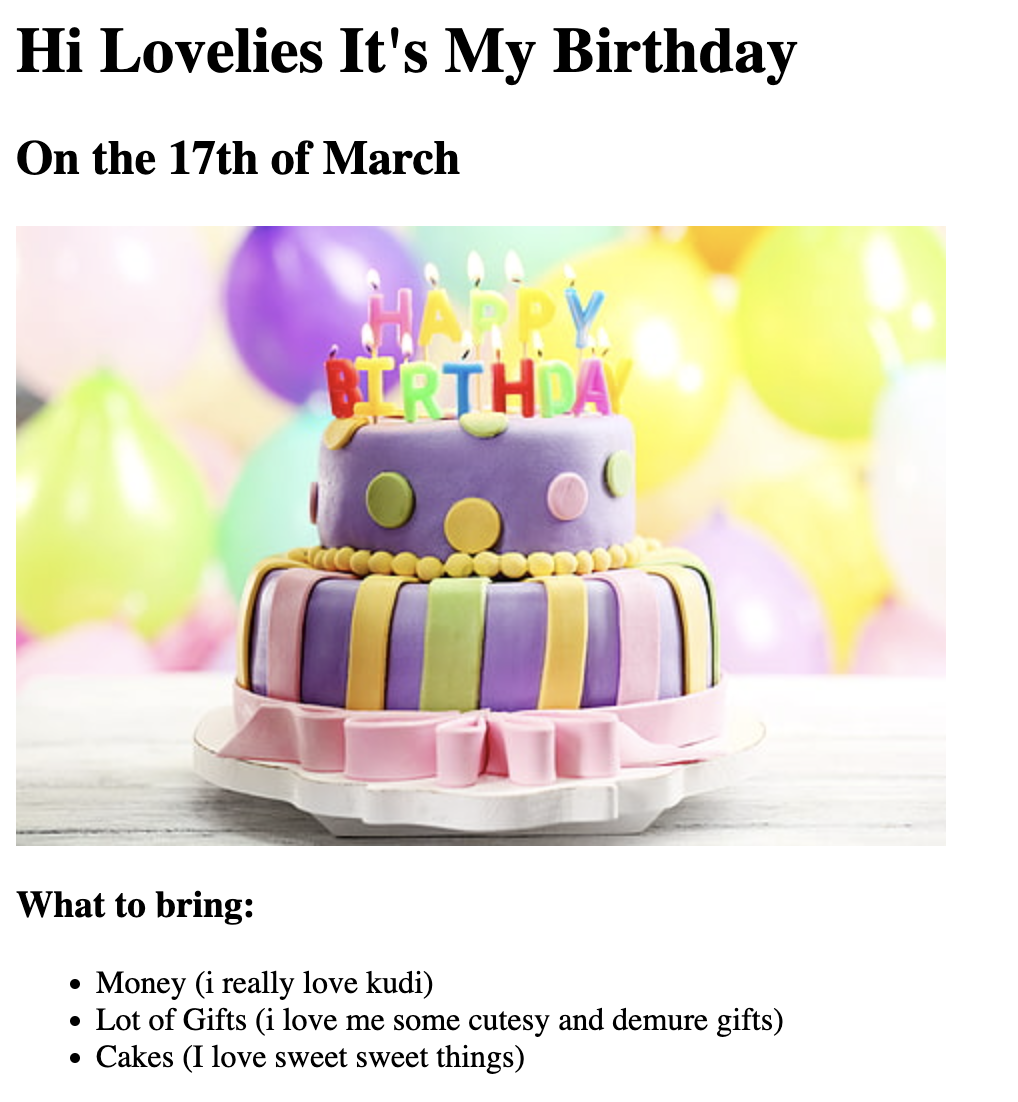 Hi Lovelies It's My Birthday
On the 17th of March
HAPPY
BIRTHDAY
What to bring:
Money (i really love kudi)
Lot of Gifts (i love me some cutesy and demure gifts)
Cakes (I love sweet sweet things)